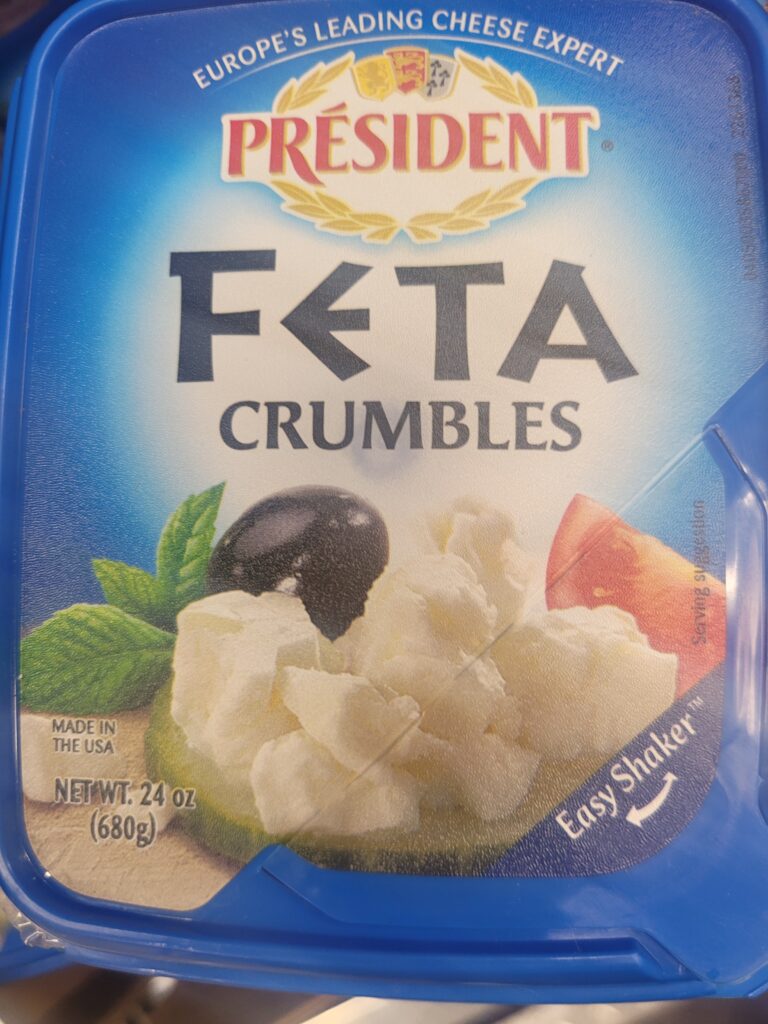 EUROPE'S LEADING CHEESE EXPERT
PRÉSIDENT®
FETA
CRUMBLES
Serving suggestion
MADE IN
THE USA
NET WT. 24 oz
(680g)
Easy Shaker™